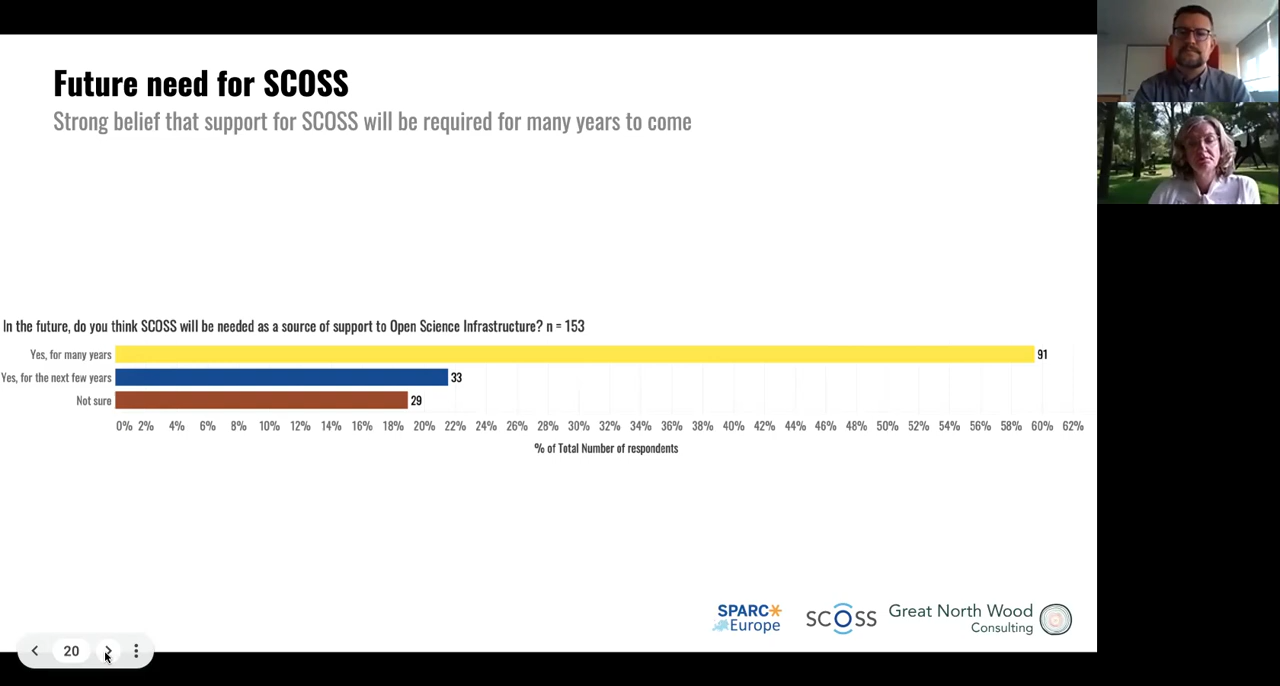 Future need for SCOSS
Strong belief that support for SCOSS will be required for many years to come
In the future, do you think SCOSS will be needed as a source of support to Open Science Infrastructure? n = 153
Yes, for many years 91
Yes, for the next few years 33
Not sure 29
0% 2% 4% 6% 8% 10% 12% 14% 16% 18% 20% 22% 24% 26% 28% 30% 32% 34% 36% 38% 40% 42% 44% 46% 48% 50% 52% 54% 56% 58% 60% 62%
% of Total Number of respondents
SPARC
Europe
SCOSS
Great North Wood
Consulting
20